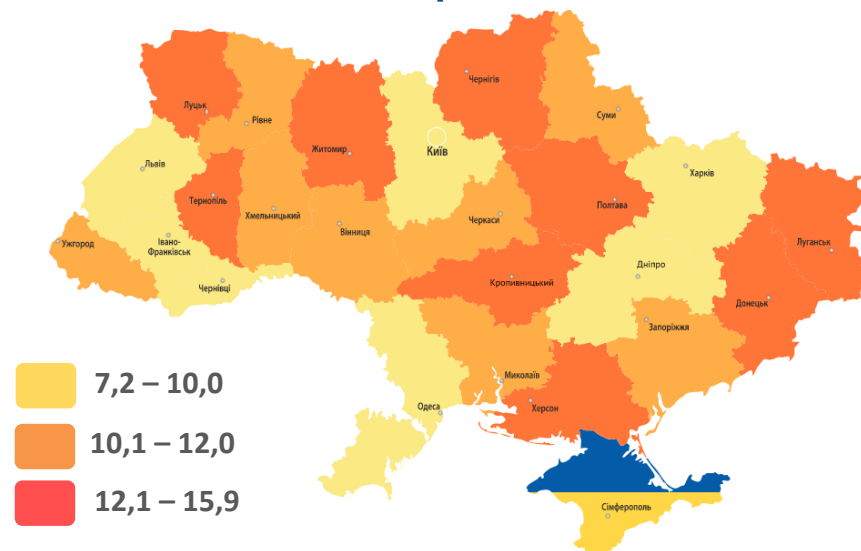 Чернігів
Луцьк
Рівне
Суми
Житомир
Київ
Львів
Харків
Тернопіль
Хмельницький
Полтава
Черкаси
Вінниця
Ужгород
Івано-
Франківськ
Луганськ
Чернівці
Кропивницький
Дніпро
Донецьк
Запоріжжя
Миколаїв
Херсон
Одеса
Сімферополь
7,2 – 10,0
10,1 – 12,0
12,1 – 15,9